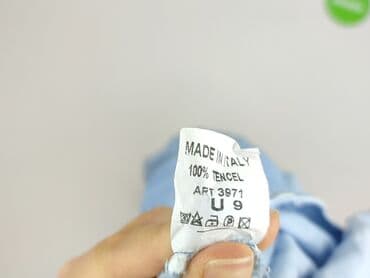 MADE IN ITALY
100% TENCEL
ART 3971
U 9